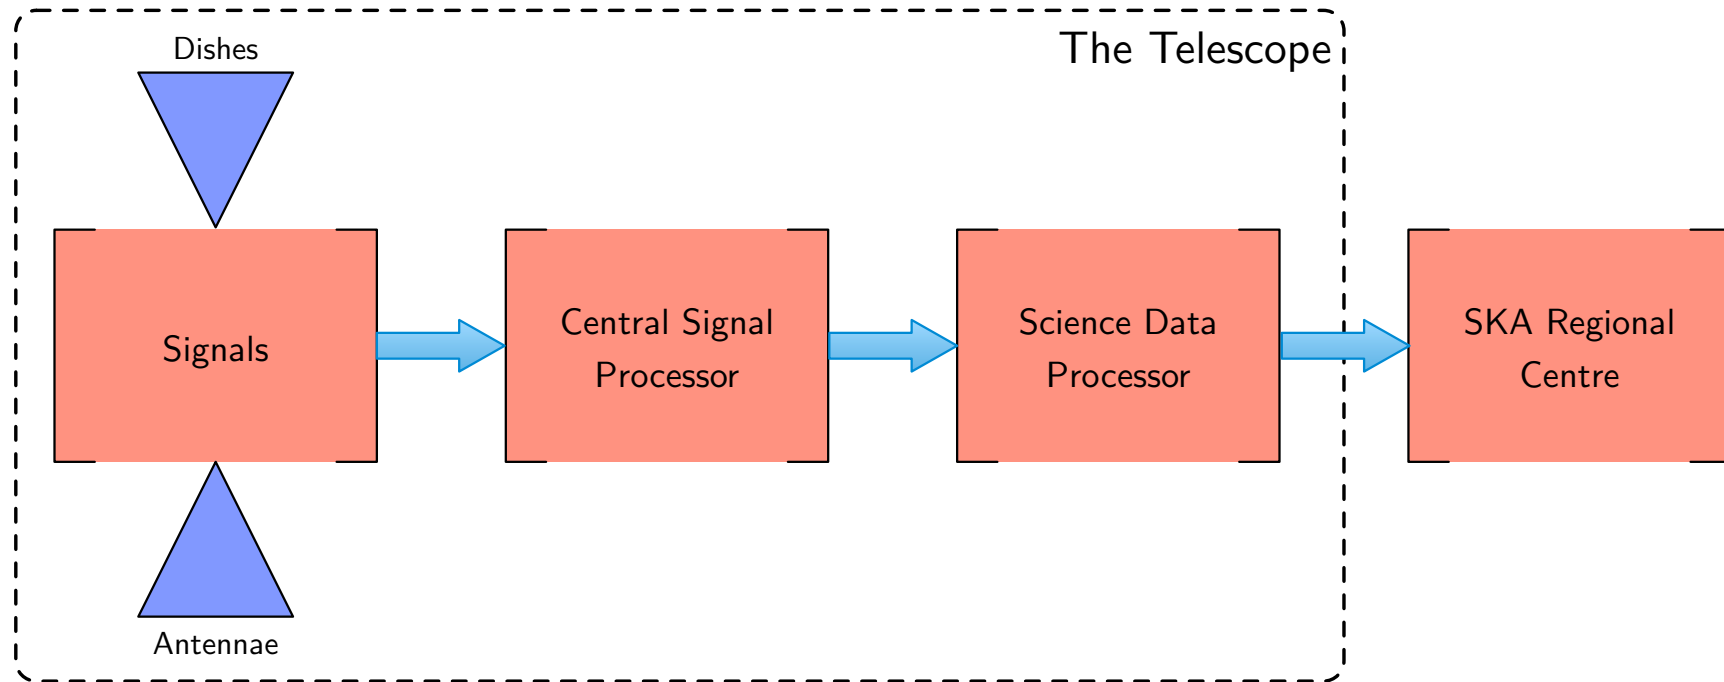 Dishes
The Telescope
Signals
Central Signal
Processor
Science Data
Processor
SKA Regional
Centre
Antennae